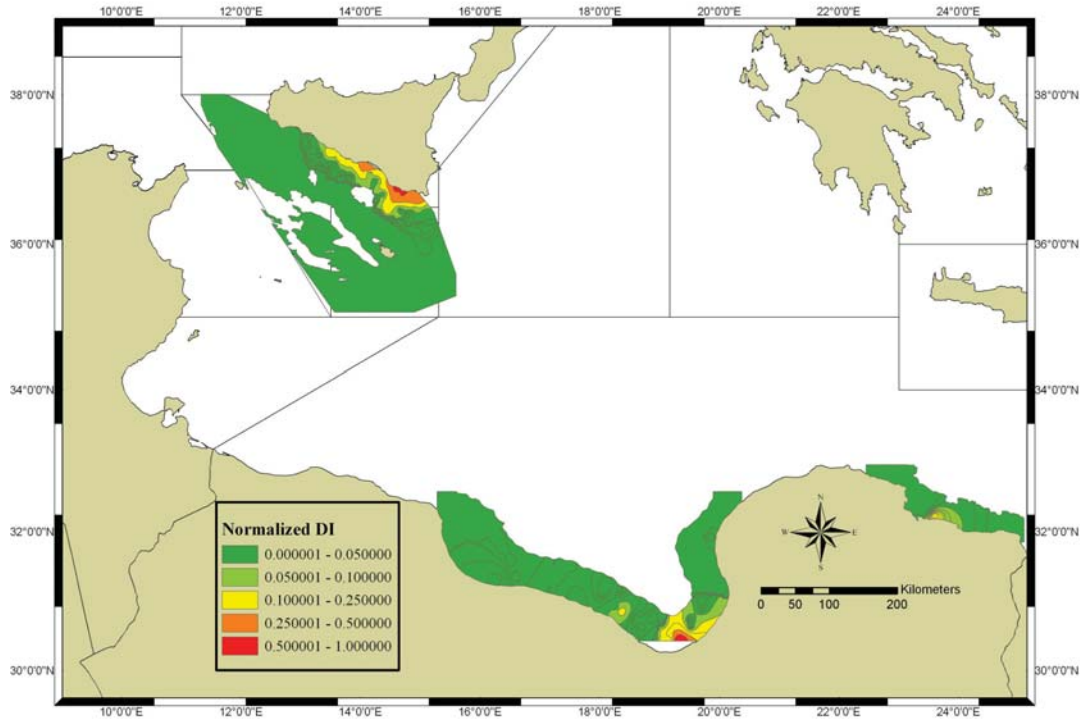 10°0'0"E 12°0'0"E 14°0'0"E 16°0'0"E 18°0'0"E 20°0'0"E 22°0'0"E 24°0'0"E
38°0'0"N 38°0'0"N
36°0'0"N 36°0'0"N
34°0'0"N 34°0'0"N
32°0'0"N 32°0'0"N
30°0'0"N 30°0'0"N
Normalized DI
0.000001 - 0.050000
0.050001 - 0.100000
0.100001 - 0.250000
0.250001 - 0.500000
0.500001 - 1.000000
N
W E
S
Kilometers
0 50 100 200
10°0'0"E 12°0'0"E 14°0'0"E 16°0'0"E 18°0'0"E 20°0'0"E 22°0'0"E 24°0'0"E